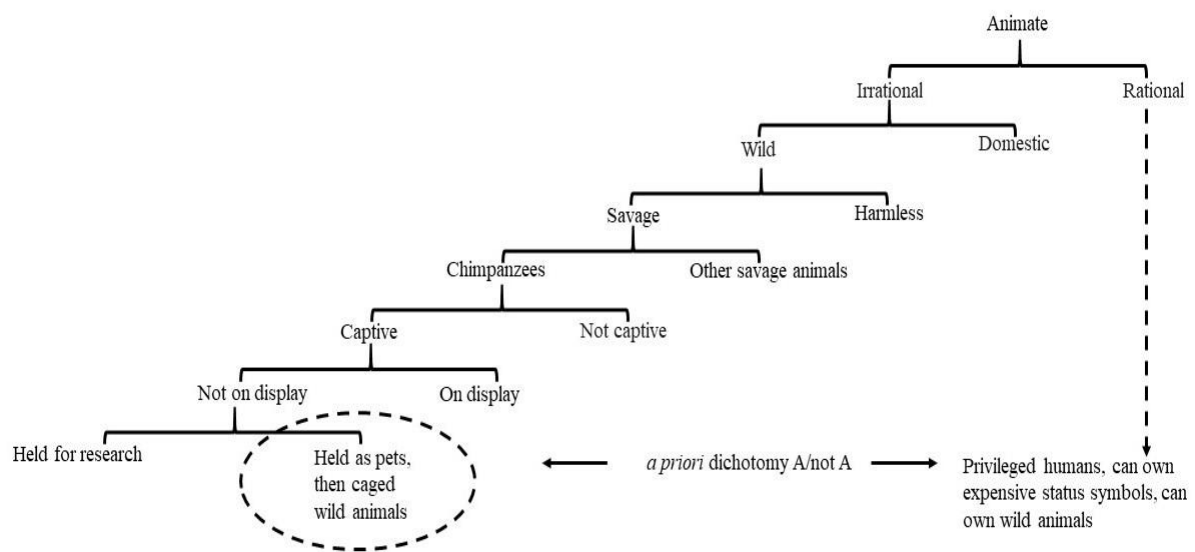 Animate
Irrational
Rational
Wild
Domestic
Savage
Harmless
Chimpanzees
Other savage animals
Captive
Not captive
Not on display
On display
Held for research
Held as pets,
then caged
wild animals
a priori dichotomy A/not A
Privileged humans, can own
expensive status symbols, can
own wild animals